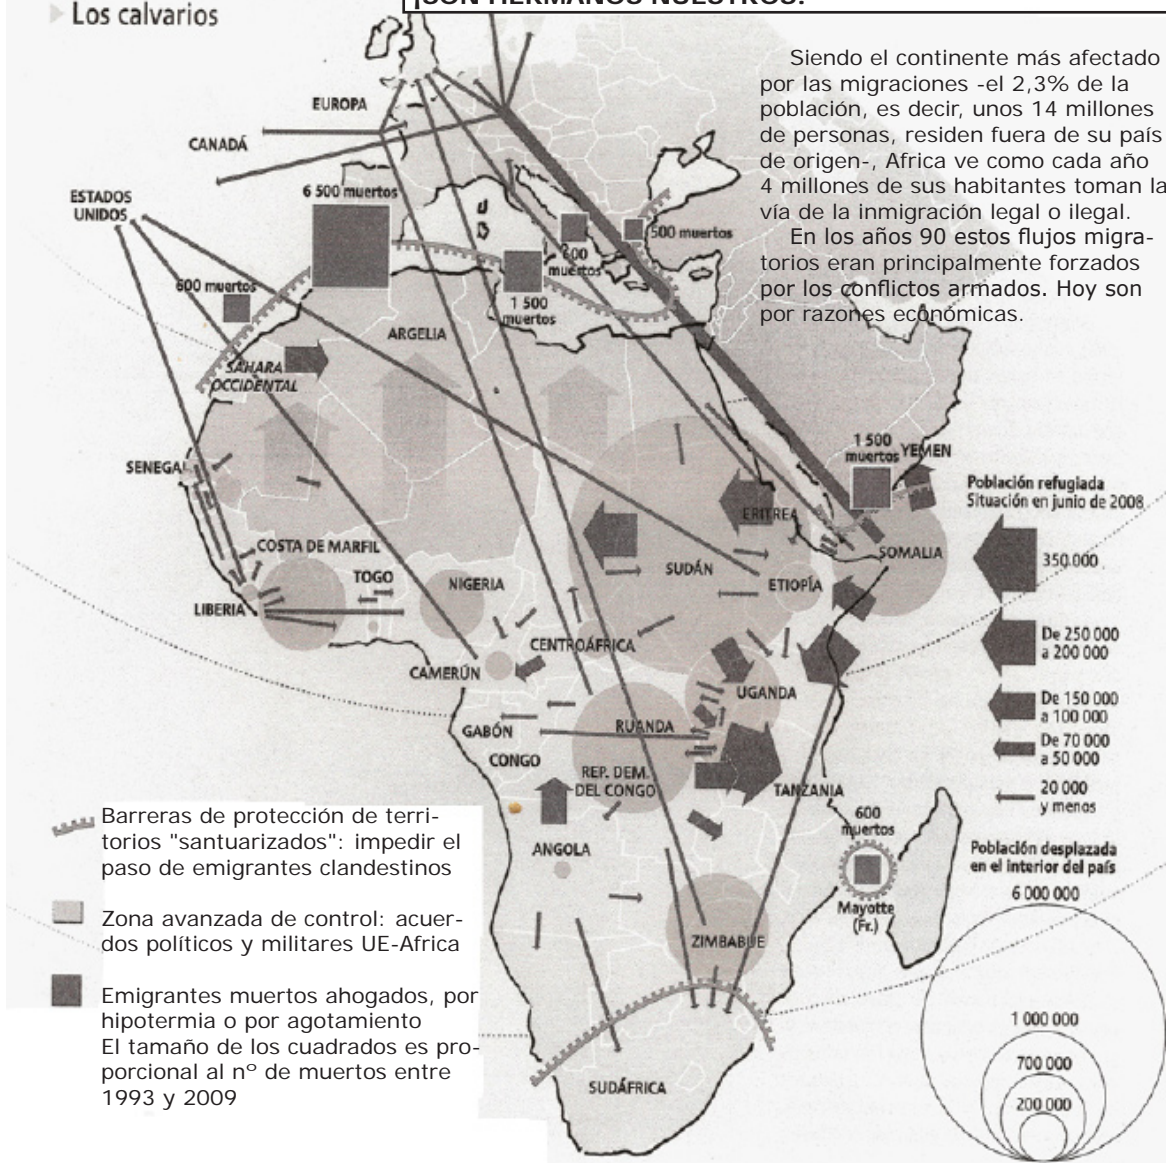 Los calvarios
¡SON HERMANOS NUESTROS!
Siendo el continente más afectado
por las migraciones -el 2,3% de la
población, es decir, unos 14 millones
de personas, residen fuera de su país
de origen-, Africa ve como cada año
4 millones de sus habitantes toman la
vía de la inmigración legal o ilegal.
En los años 90 estos flujos migra-
torios eran principalmente forzados
por los conflictos armados. Hoy son
por razones económicas.
EUROPA
CANADÁ
ESTADOS
UNIDOS
6 500 muertos
500 muertos
600
muertos
600 muertos
1 500
muertos
ARGELIA
SÁHARA
OCCIDENTAL
1 500
muertos
YEMEN
SENEGAL
ERITREA
COSTA DE MARFIL
TOGO
NIGERIA
SUDÁN
ETIOPÍA
SOMALIA
LIBERIA
CENTROÁFRICA
CAMERÚN
UGANDA
GABÓN
RUANDA
CONGO
REP. DEM.
DEL CONGO
TANZANIA
ANGOLA
600
muertos
Mayotte
(Fr.)
ZIMBABUE
SUDÁFRICA
Población refugiada
Situación en junio de 2008
350.000
De 250 000
a 200 000
De 150 000
a 100 000
De 70 000
a 50 000
20 000
y menos
Población desplazada
en el interior del país
6 000 000
1 000 000
700 000
200 000
Barreras de protección de terri-
torios "santuarizados": impedir el
paso de emigrantes clandestinos
Zona avanzada de control: acuer-
dos políticos y militares UE-Africa
Emigrantes muertos ahogados, por
hipotermia o por agotamiento
El tamaño de los cuadrados es pro-
porcional al nº de muertos entre
1993 y 2009